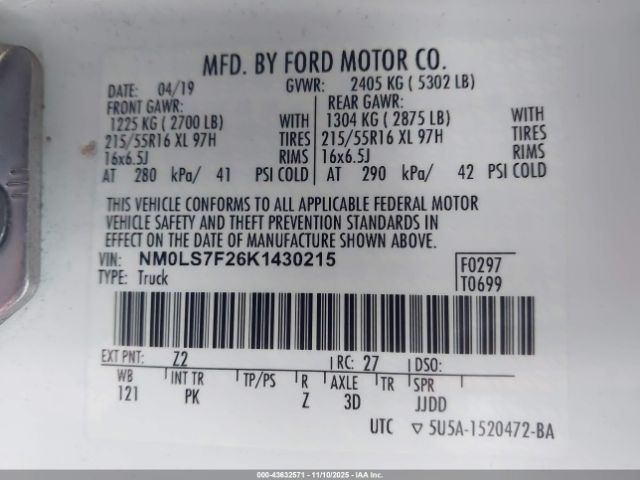 MFD. BY FORD MOTOR CO.
DATE: 04/19 GVWR: 2405 KG ( 5302 LB)
FRONT GAWR: REAR GAWR:
1225 KG ( 2700 LB) WITH 1304 KG ( 2875 LB) WITH
215/55R16 XL 97H TIRES 215/55R16 XL 97H TIRES
16x6.5J RIMS 16x6.5J RIMS
AT 280 kPa/ 41 PSI COLD AT 290 kPa/ 42 PSI COLD
THIS VEHICLE CONFORMS TO ALL APPLICABLE FEDERAL MOTOR
VEHICLE SAFETY AND THEFT PREVENTION STANDARDS IN
EFFECT ON THE DATE OF MANUFACTURE SHOWN ABOVE.
VIN: NM0LS7F26K1430215 F0297
TYPE: Truck T0699
EXT PNT: Z2 RC: 27 DSO:
WB INT TR TP/PS R AXLE TR SPR
121 PK Z 3D JJDD
UTC ▽ 5U5A-1520472-BA
000-43632571 - 11/10/2025 - IAAI.com